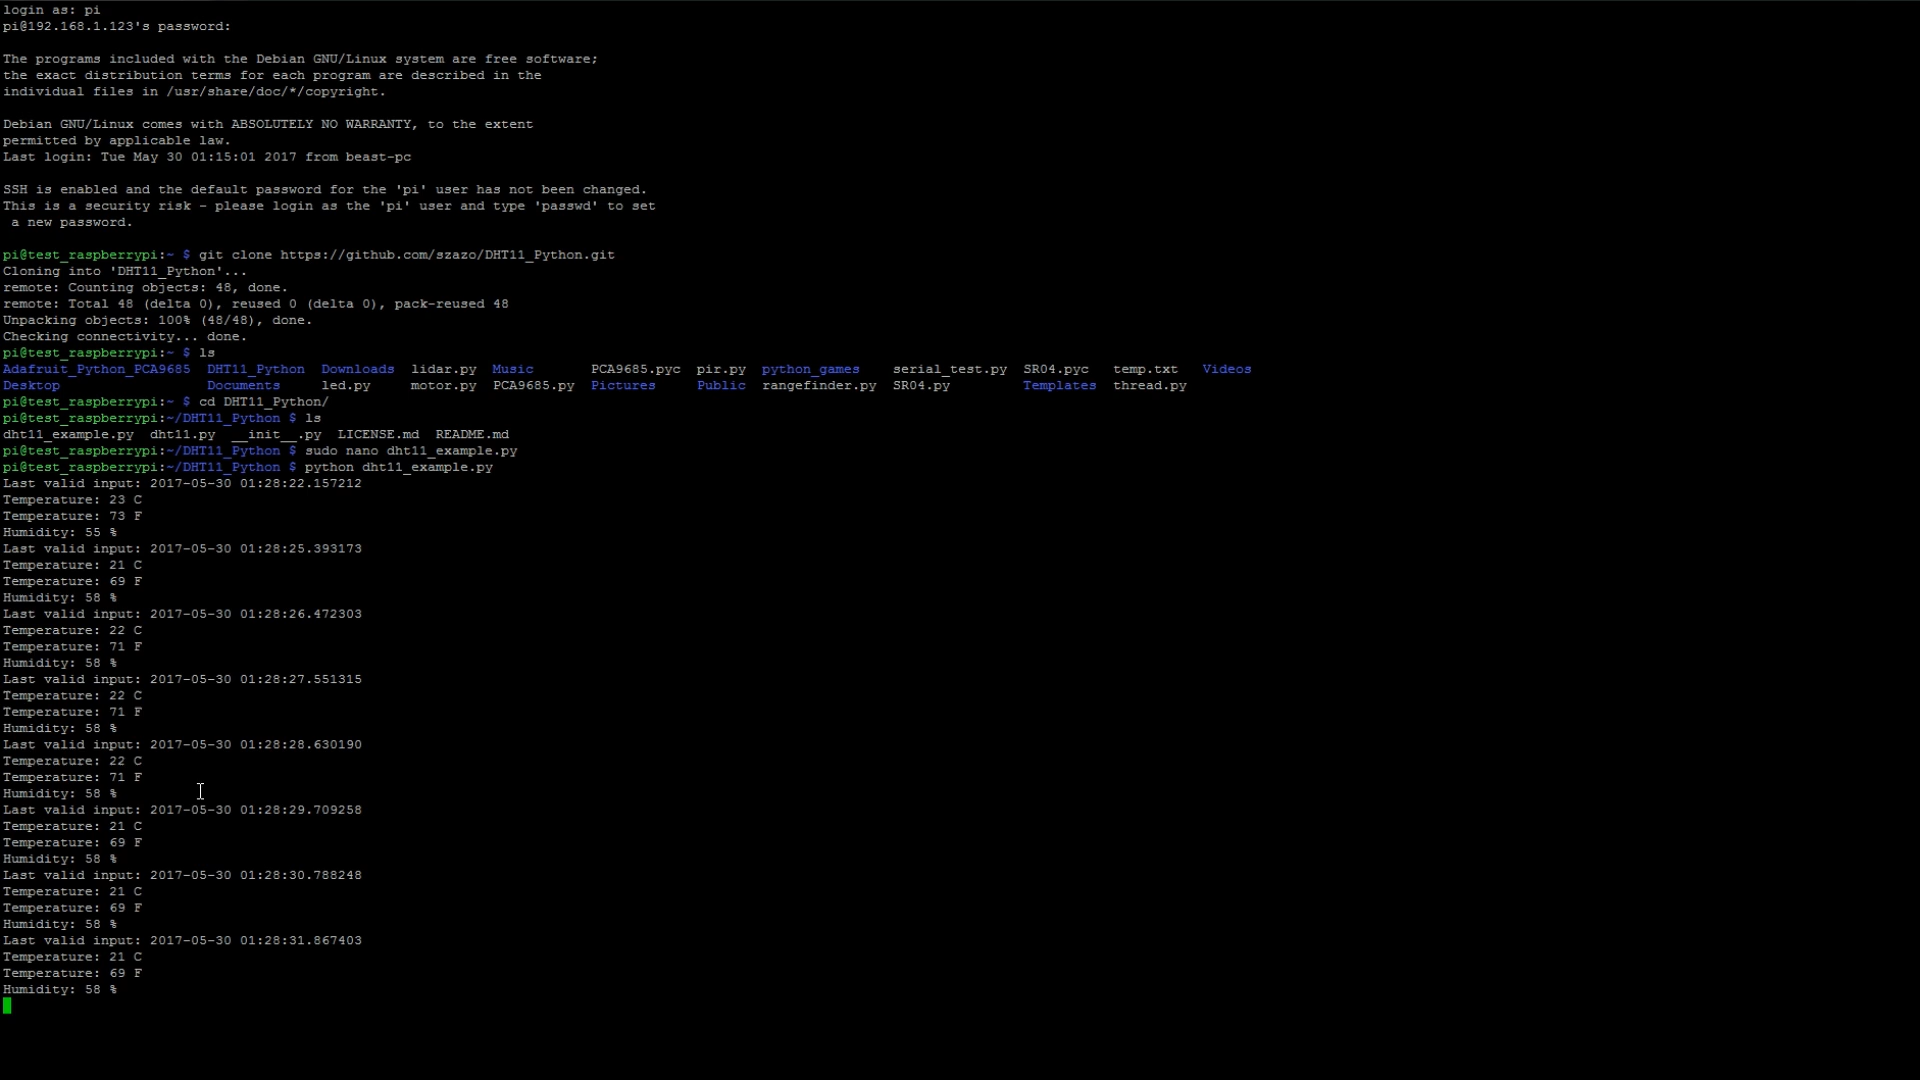 login as: pi
pi@192.168.1.123's password:
The programs included with the Debian GNU/Linux system are free software;
the exact distribution terms for each program are described in the
individual files in /usr/share/doc/*/copyright.
Debian GNU/Linux comes with ABSOLUTELY NO WARRANTY, to the extent
permitted by applicable law.
Last login: Tue May 30 01:15:01 2017 from beast-pc
SSH is enabled and the default password for the 'pi' user has not been changed.
This is a security risk - please login as the 'pi' user and type 'passwd' to set
 a new password.
pi@test_raspberrypi:~ $ git clone https://github.com/szazo/DHT11_Python.git
Cloning into 'DHT11_Python'...
remote: Counting objects: 48, done.
remote: Total 48 (delta 0), reused 0 (delta 0), pack-reused 48
Unpacking objects: 100% (48/48), done.
Checking connectivity... done.
pi@test_raspberrypi:~ $ ls
Adafruit_Python_PCA9685  DHT11_Python  Downloads  lidar.py  Music       PCA9685.pyc  pir.py  python_games    serial_test.py  SR04.pyc   temp.txt   Videos
Desktop                  Documents     led.py     motor.py  PCA9685.py  Pictures     Public  rangefinder.py  SR04.py         Templates  thread.py
pi@test_raspberrypi:~ $ cd DHT11_Python/
pi@test_raspberrypi:~/DHT11_Python $ ls
dht11_example.py  dht11.py  __init__.py  LICENSE.md  README.md
pi@test_raspberrypi:~/DHT11_Python $ sudo nano dht11_example.py
pi@test_raspberrypi:~/DHT11_Python $ python dht11_example.py
Last valid input: 2017-05-30 01:28:22.157212
Temperature: 23 C
Temperature: 73 F
Humidity: 55 %
Last valid input: 2017-05-30 01:28:25.393173
Temperature: 21 C
Temperature: 69 F
Humidity: 58 %
Last valid input: 2017-05-30 01:28:26.472303
Temperature: 22 C
Temperature: 71 F
Humidity: 58 %
Last valid input: 2017-05-30 01:28:27.551315
Temperature: 22 C
Temperature: 71 F
Humidity: 58 %
Last valid input: 2017-05-30 01:28:28.630190
Temperature: 22 C
Temperature: 71 F
Humidity: 58 %
Last valid input: 2017-05-30 01:28:29.709258
Temperature: 21 C
Temperature: 69 F
Humidity: 58 %
Last valid input: 2017-05-30 01:28:30.788248
Temperature: 21 C
Temperature: 69 F
Humidity: 58 %
Last valid input: 2017-05-30 01:28:31.867403
Temperature: 21 C
Temperature: 69 F
Humidity: 58 %